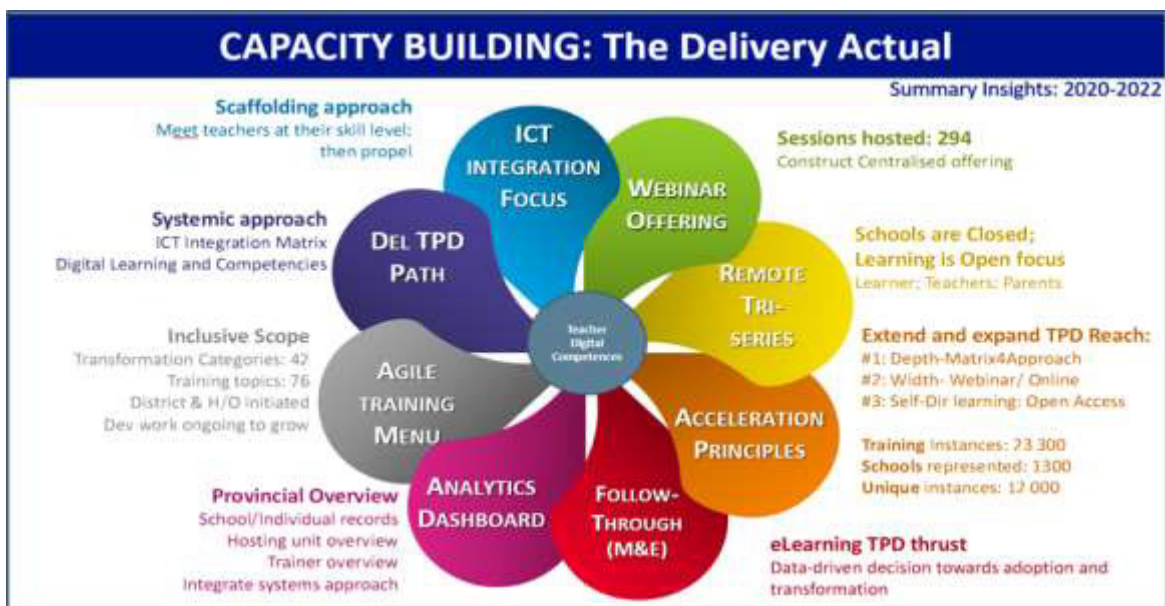 CAPACITY BUILDING: The Delivery Actual
Summary Insights: 2020-2022
Scaffolding approach
Meet teachers at their skill level;
then propel
ICT
INTEGRATION
FOCUS
WEBINAR
OFFERING
Sessions hosted: 294
Construct Centralised offering
Systemic approach
ICT Integration Matrix
Digital Learning and Competencies
DEL TPD
PATH
REMOTE
TRI-
SERIES
Schools are Closed;
Learning is Open focus
Learner; Teachers; Parents
Teacher
Digital
Competences
Inclusive Scope
Transformation Categories: 42
Training topics: 76
District & H/O initiated
Dev work ongoing to grow
AGILE
TRAINING
MENU
ACCELERATION
PRINCIPLES
Extend and expand TPD Reach:
#1: Depth-Matrix4Approach
#2: Width- Webinar/ Online
#3: Self-Dir learning: Open Access
Training Instances: 23 300
Schools represented: 1300
Unique instances: 12 000
Provincial Overview
School/Individual records
Hosting unit overview
Trainer overview
Integrate systems approach
ANALYTICS
DASHBOARD
FOLLOW-
THROUGH
(M&E)
eLearning TPD thrust
Data-driven decision towards adoption and
transformation